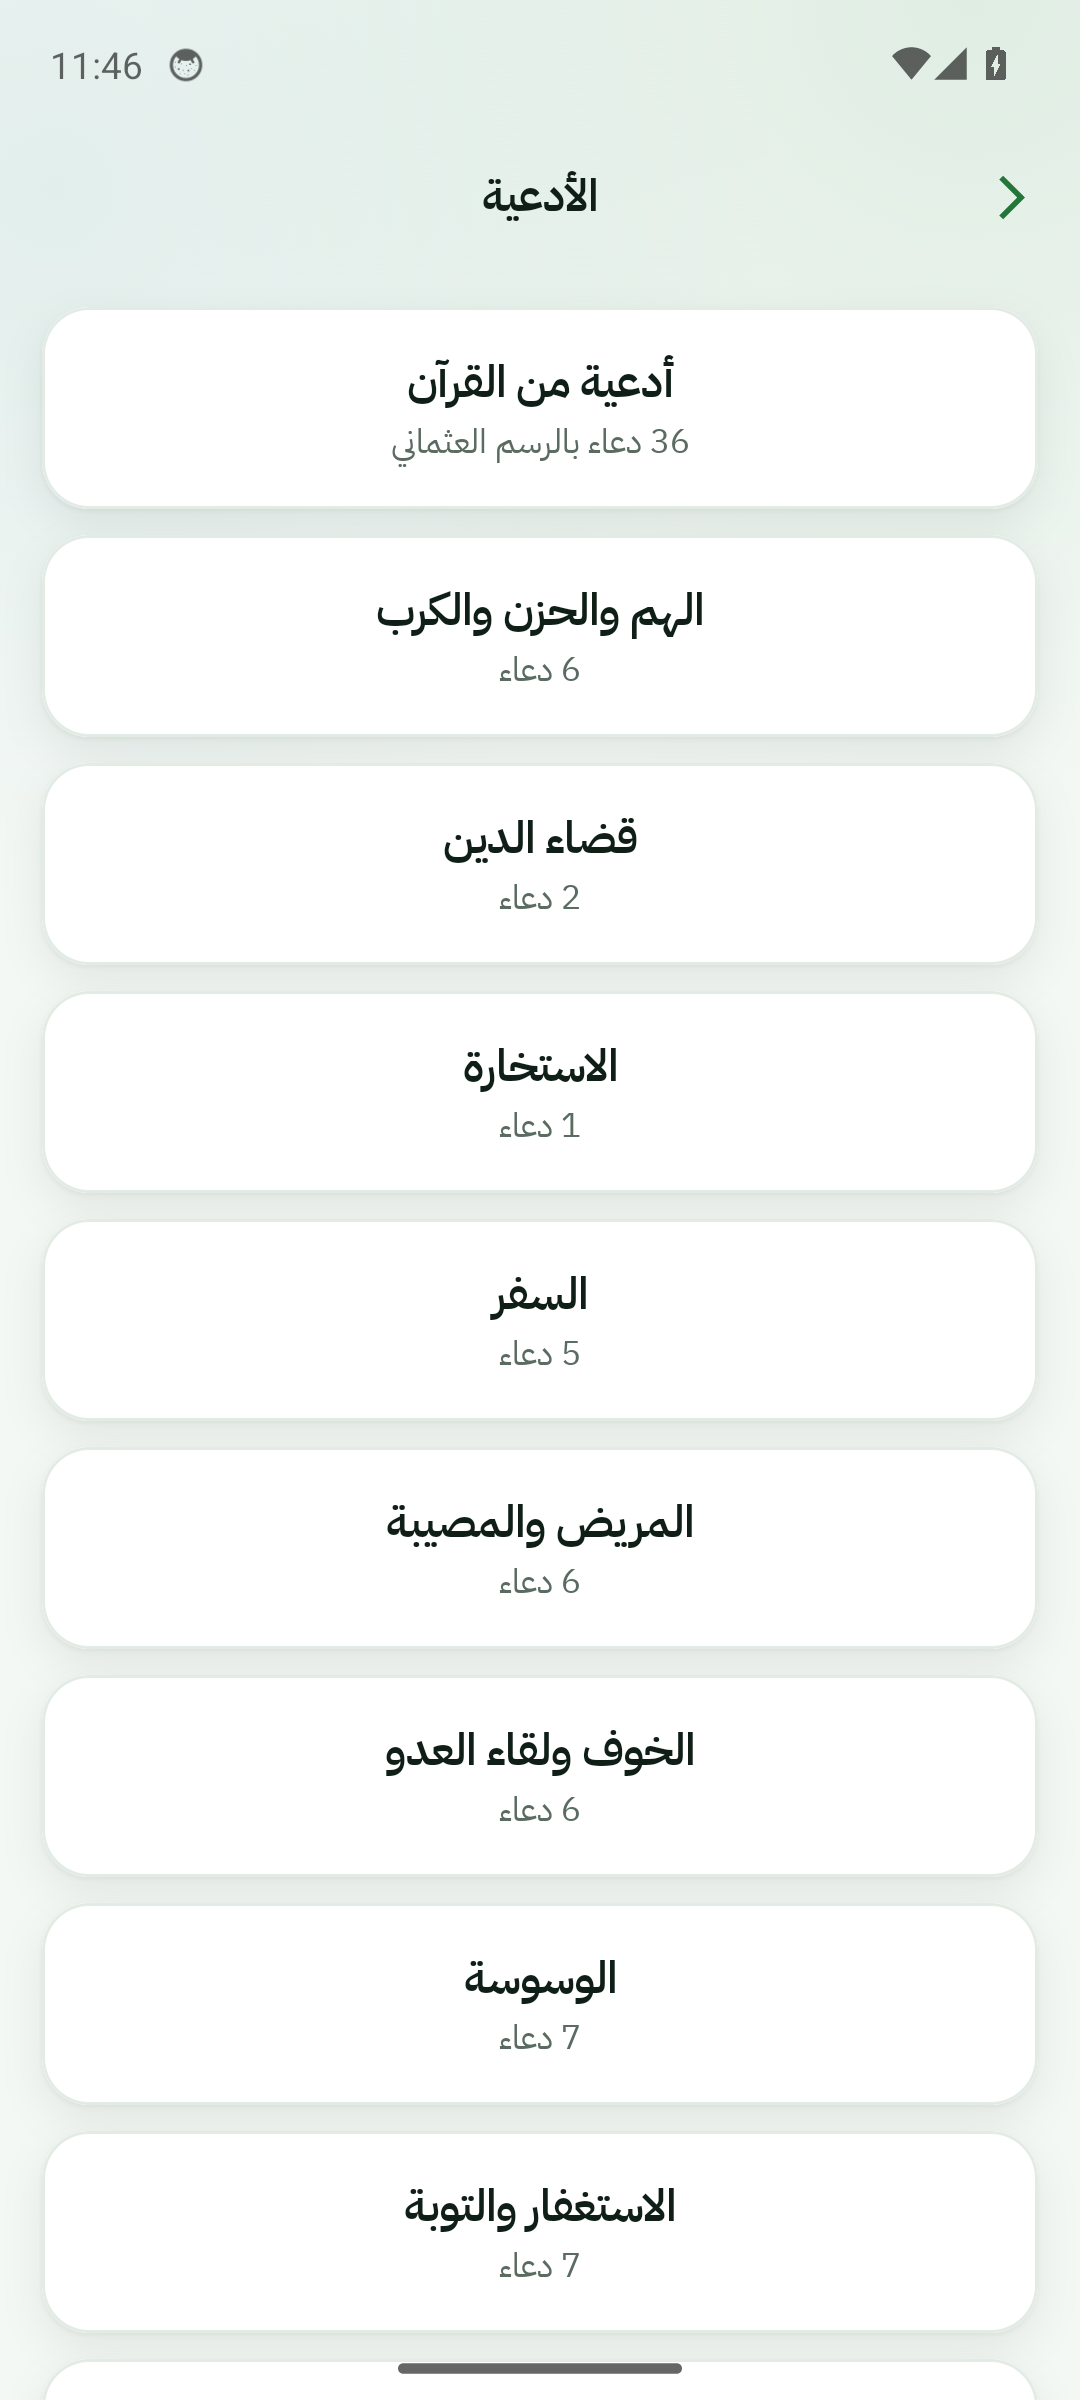 11:46
الأدعية
أدعية من القرآن
36 دعاء بالرسم العثماني
الهم والحزن والكرب
6 دعاء
قضاء الدين
2 دعاء
الاستخارة
1 دعاء
السفر
5 دعاء
المريض والمصيبة
6 دعاء
الخوف ولقاء العدو
6 دعاء
الوسوسة
7 دعاء
الاستغفار والتوبة
7 دعاء